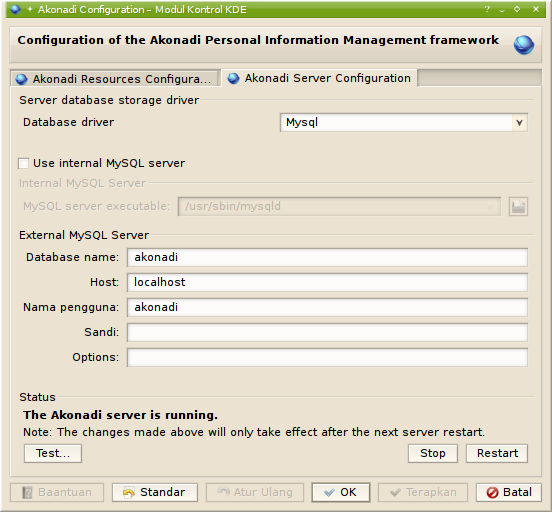 Akonadi Configuration – Modul Kontrol KDE
Configuration of the Akonadi Personal Information Management framework
Akonadi Resources Configura...
Akonadi Server Configuration
Server database storage driver
Database driver
Mysql
Use internal MySQL server
Internal MySQL Server
MySQL server executable: /usr/sbin/mysqld
External MySQL Server
Database name: akonadi
Host: localhost
Nama pengguna: akonadi
Sandi:
Options:
Status
The Akonadi server is running.
Note: The changes made above will only take effect after the next server restart.
Test... Stop Restart
Baantuan Standar Atur Ulang OK Terapkan Batal